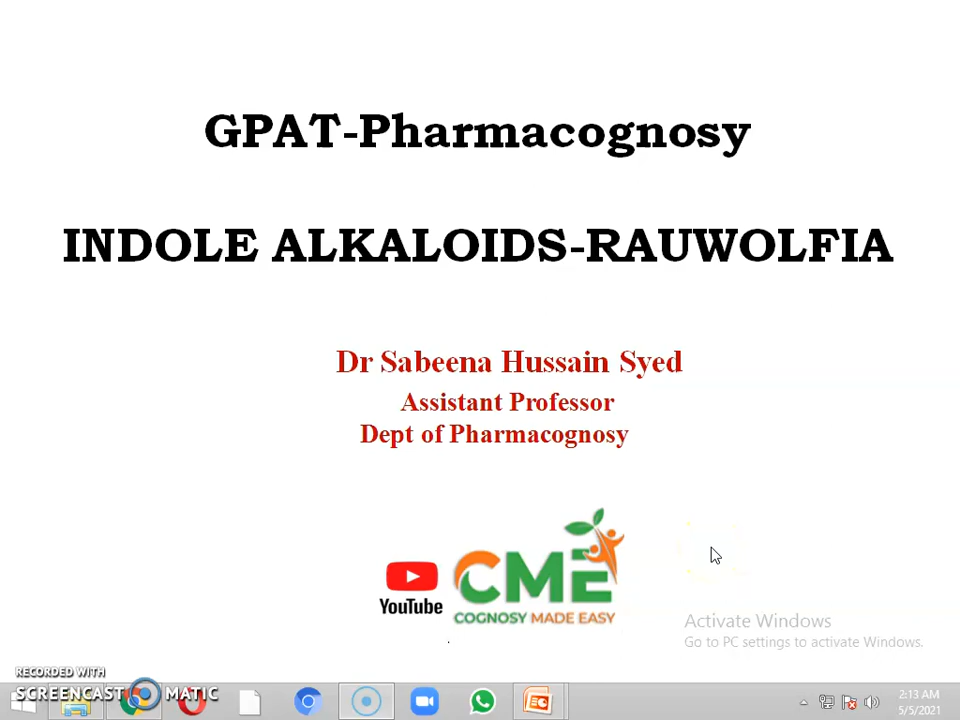 GPAT-Pharmacognosy
INDOLE ALKALOIDS-RAUWOLFIA
Dr Sabeena Hussain Syed
Assistant Professor
Dept of Pharmacognosy
YouTube
CME
COGNOSY MADE EASY
Activate Windows
Go to PC settings to activate Windows.
RECORDED WITH
SCREENCAST MATIC
2:13 AM
5/5/2021